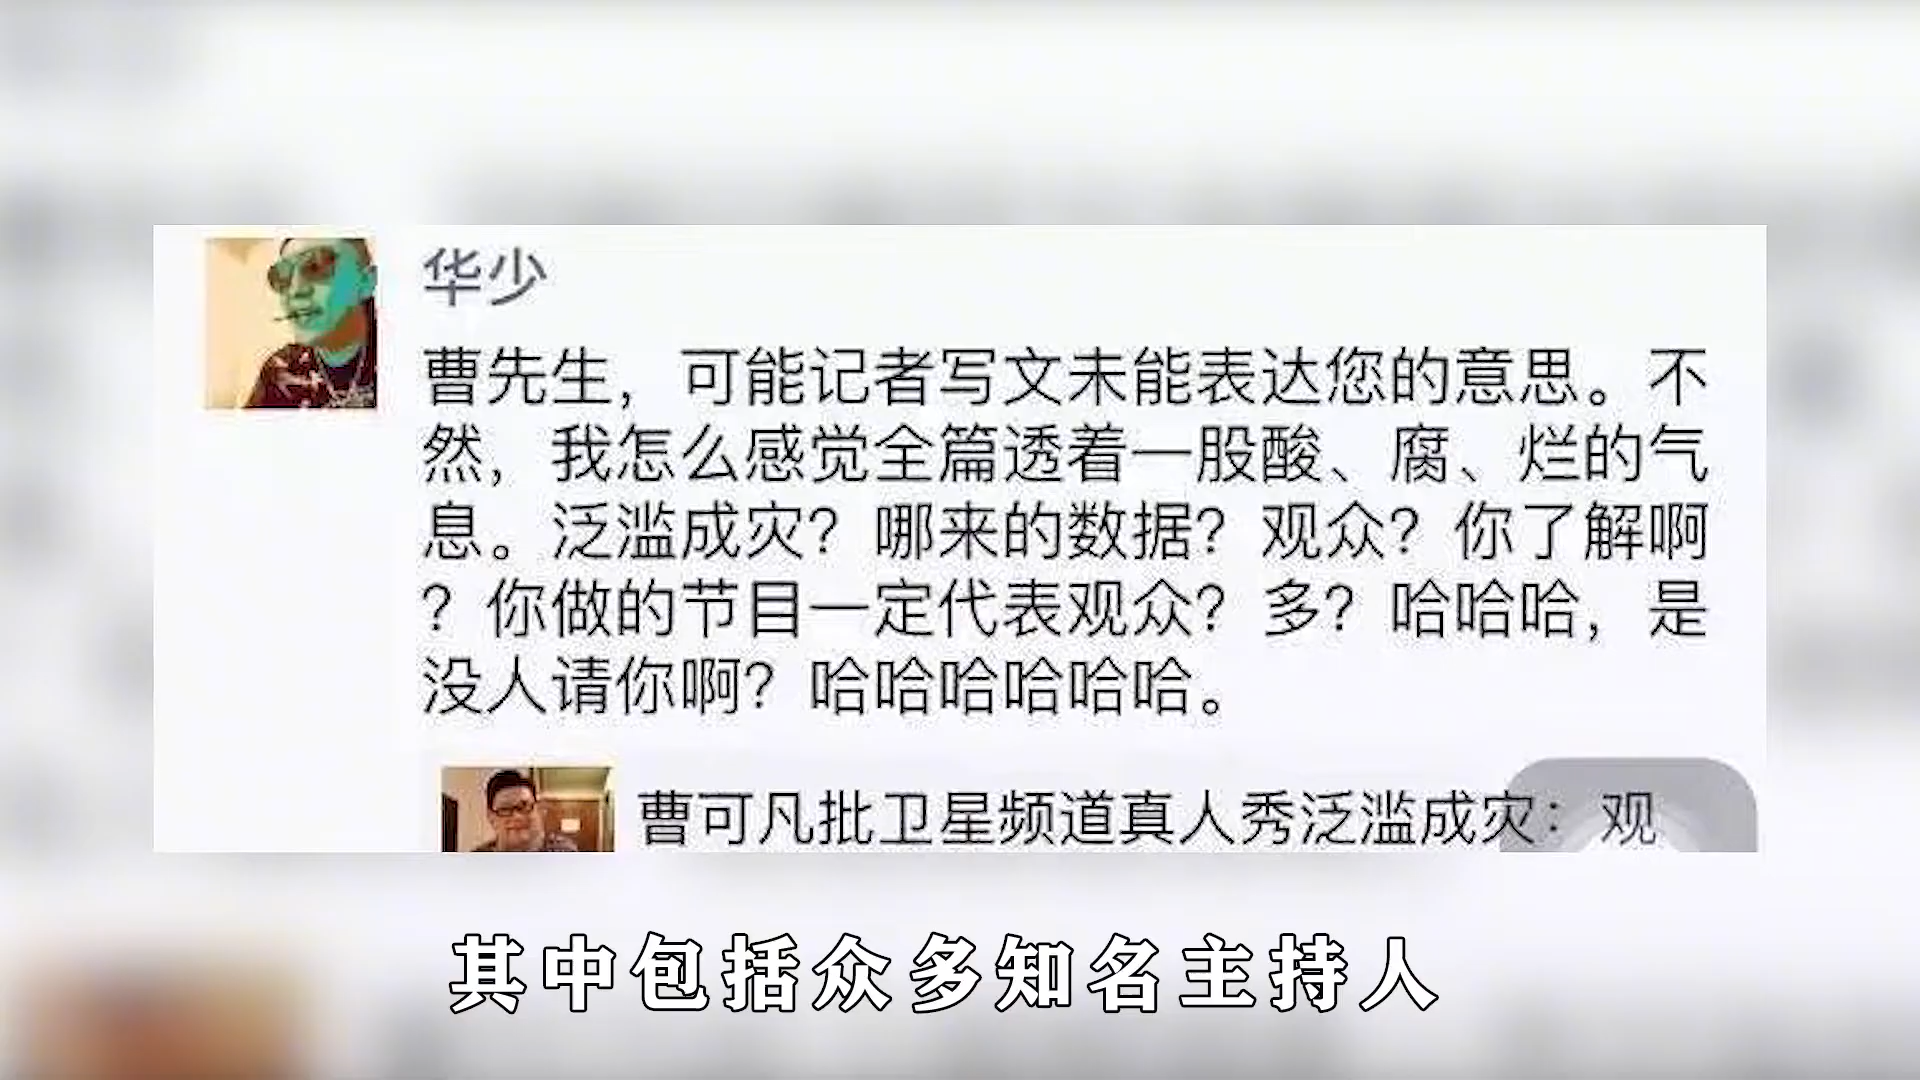 华少
曹先生，可能记者写文未能表达您的意思。不
然，我怎么感觉全篇透着一股酸、腐、烂的气
息。泛滥成灾？哪来的数据？观众？你了解啊
？你做的节目一定代表观众？多？哈哈哈，是
没人请你啊？哈哈哈哈哈哈。
曹可凡批卫星频道真人秀泛滥成灾：观
其中包括众多知名主持人